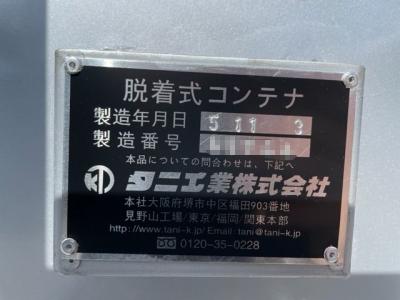 脱着式コンテナ
製造年月日 5 11 3
製造番号
本品についての問合わせは、下記へ
タニ工業株式会社
本社大阪府堺市中区福田903番地
見野山工場/東京/福岡/関東本部
http://www.tani-k.jp/Email:tani@tani-k.jp
0120-35-0228